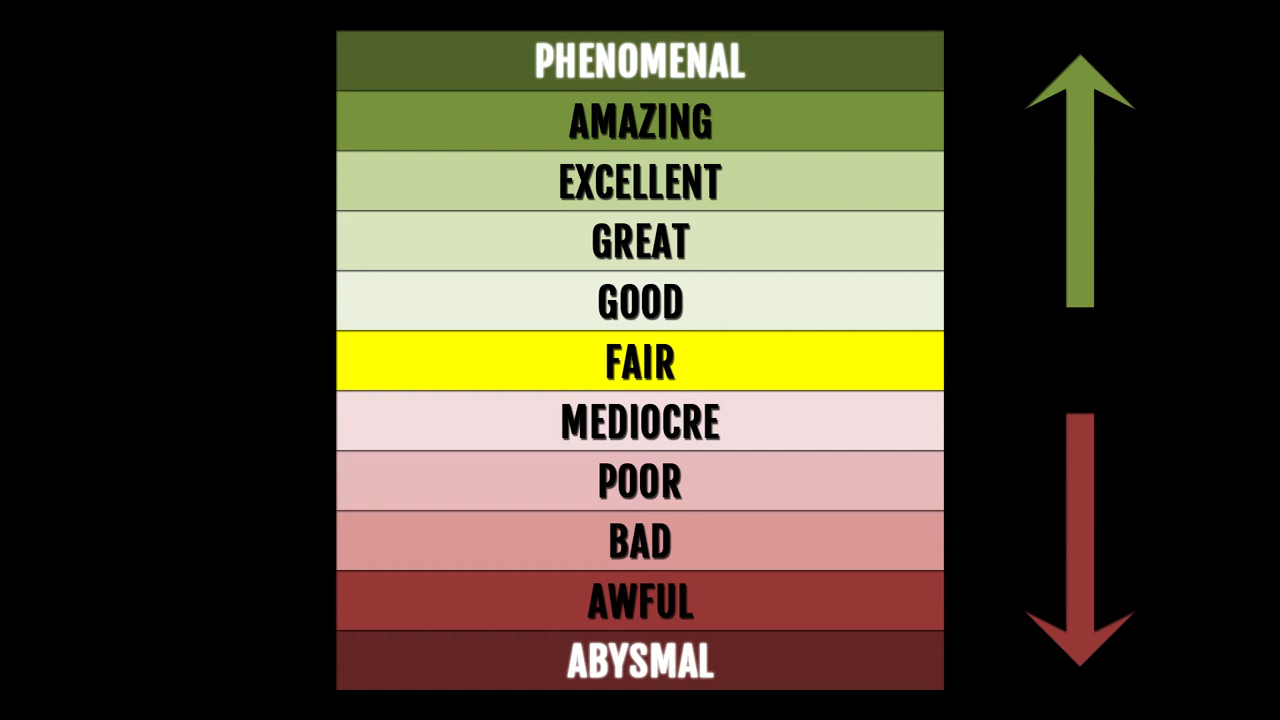 PHENOMENAL
AMAZING
EXCELLENT
GREAT
GOOD
FAIR
MEDIOCRE
POOR
BAD
AWFUL
ABYSMAL